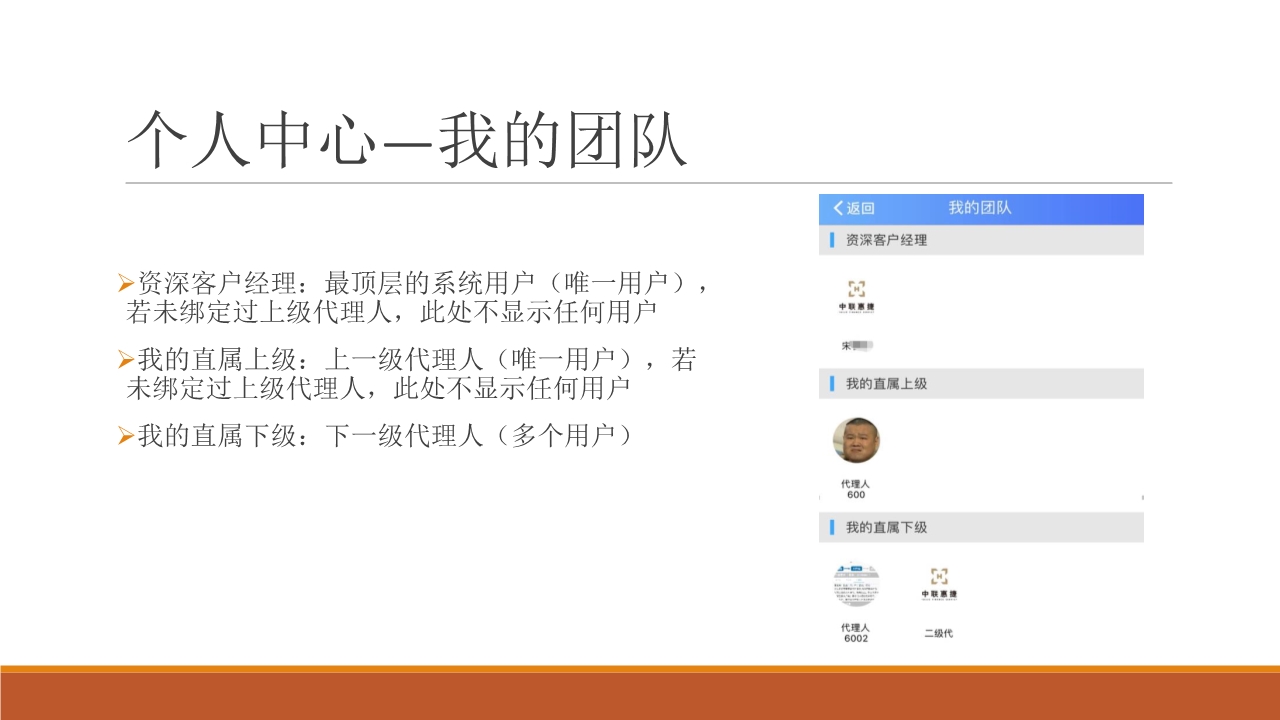 个人中心—我的团队
➢资深客户经理：最顶层的系统用户（唯一用户），
若未绑定过上级代理人，此处不显示任何用户
➢我的直属上级：上一级代理人（唯一用户），若
未绑定过上级代理人，此处不显示任何用户
➢我的直属下级：下一级代理人（多个用户）
返回 我的团队
资深客户经理
中联惠捷
宋
我的直属上级
代理人
600
我的直属下级
中联惠捷
代理人 二级代
6002